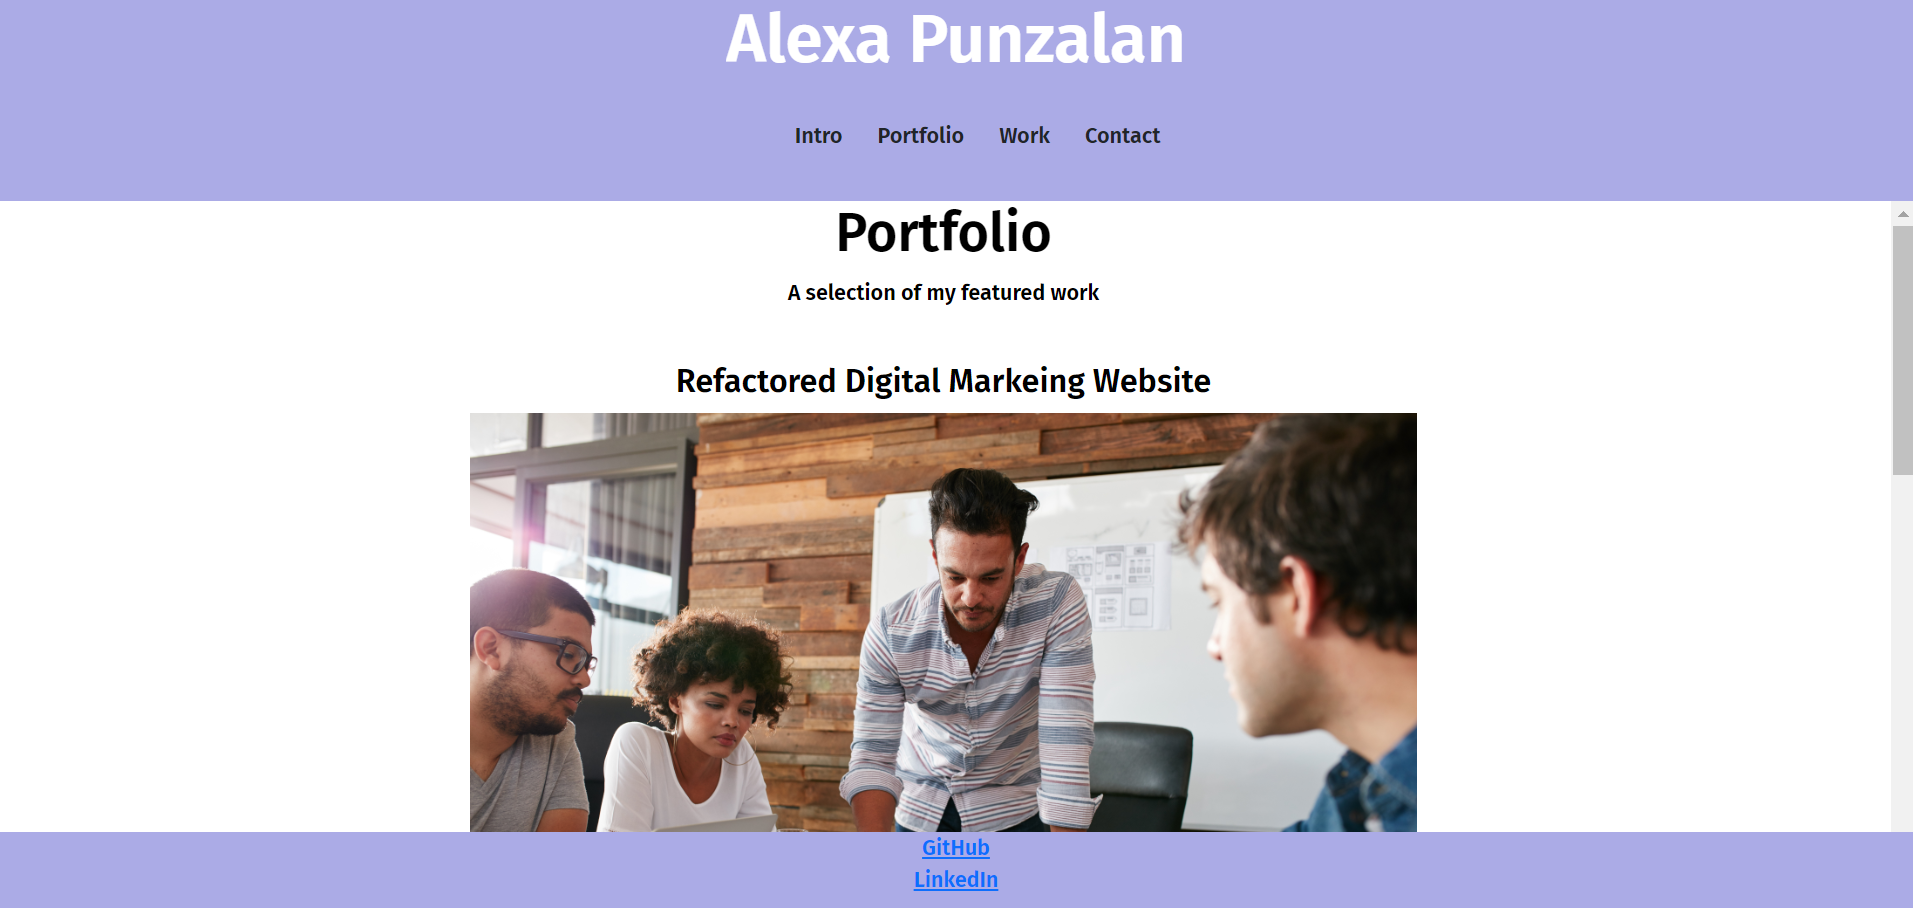 Alexa Punzalan
Intro Portfolio Work Contact
Portfolio
A selection of my featured work
Refactored Digital Markeing Website
GitHub
LinkedIn